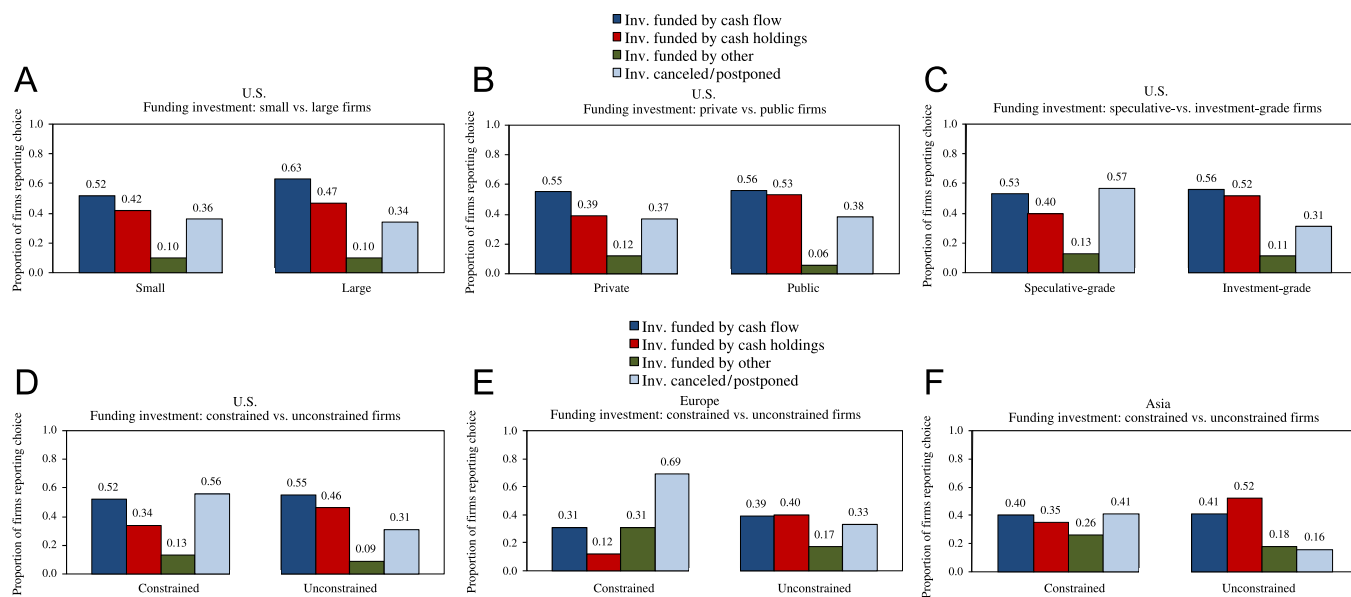 Inv. funded by cash flow
Inv. funded by cash holdings
Inv. funded by other
Inv. canceled/postponed
A
U.S.
Funding investment: small vs. large firms
Proportion of firms reporting choice
1.0
0.8
0.6
0.4
0.2
0.0
0.52
0.42
0.10
0.36
0.63
0.47
0.10
0.34
Small
Large
B
U.S.
Funding investment: private vs. public firms
Proportion of firms reporting choice
1.0
0.8
0.6
0.4
0.2
0.0
0.55
0.39
0.12
0.37
0.56
0.53
0.06
0.38
Private
Public
C
U.S.
Funding investment: speculative-vs. investment-grade firms
Proportion of firms reporting choice
1.0
0.8
0.6
0.4
0.2
0.0
0.53
0.40
0.13
0.57
0.56
0.52
0.11
0.31
Speculative-grade
Investment-grade
Inv. funded by cash flow
Inv. funded by cash holdings
Inv. funded by other
Inv. canceled/postponed
D
U.S.
Funding investment: constrained vs. unconstrained firms
Proportion of firms reporting choice
1.0
0.8
0.6
0.4
0.2
0.0
0.52
0.34
0.13
0.56
0.55
0.46
0.09
0.31
Constrained
Unconstrained
E
Europe
Funding investment: constrained vs. unconstrained firms
Proportion of firms reporting choice
1.0
0.8
0.6
0.4
0.2
0.0
0.31
0.12
0.31
0.69
0.39
0.40
0.17
0.33
Constrained
Unconstrained
F
Asia
Funding investment: constrained vs. unconstrained firms
Proportion of firms reporting choice
1.0
0.8
0.6
0.4
0.2
0.0
0.40
0.35
0.26
0.41
0.41
0.52
0.18
0.16
Constrained
Unconstrained